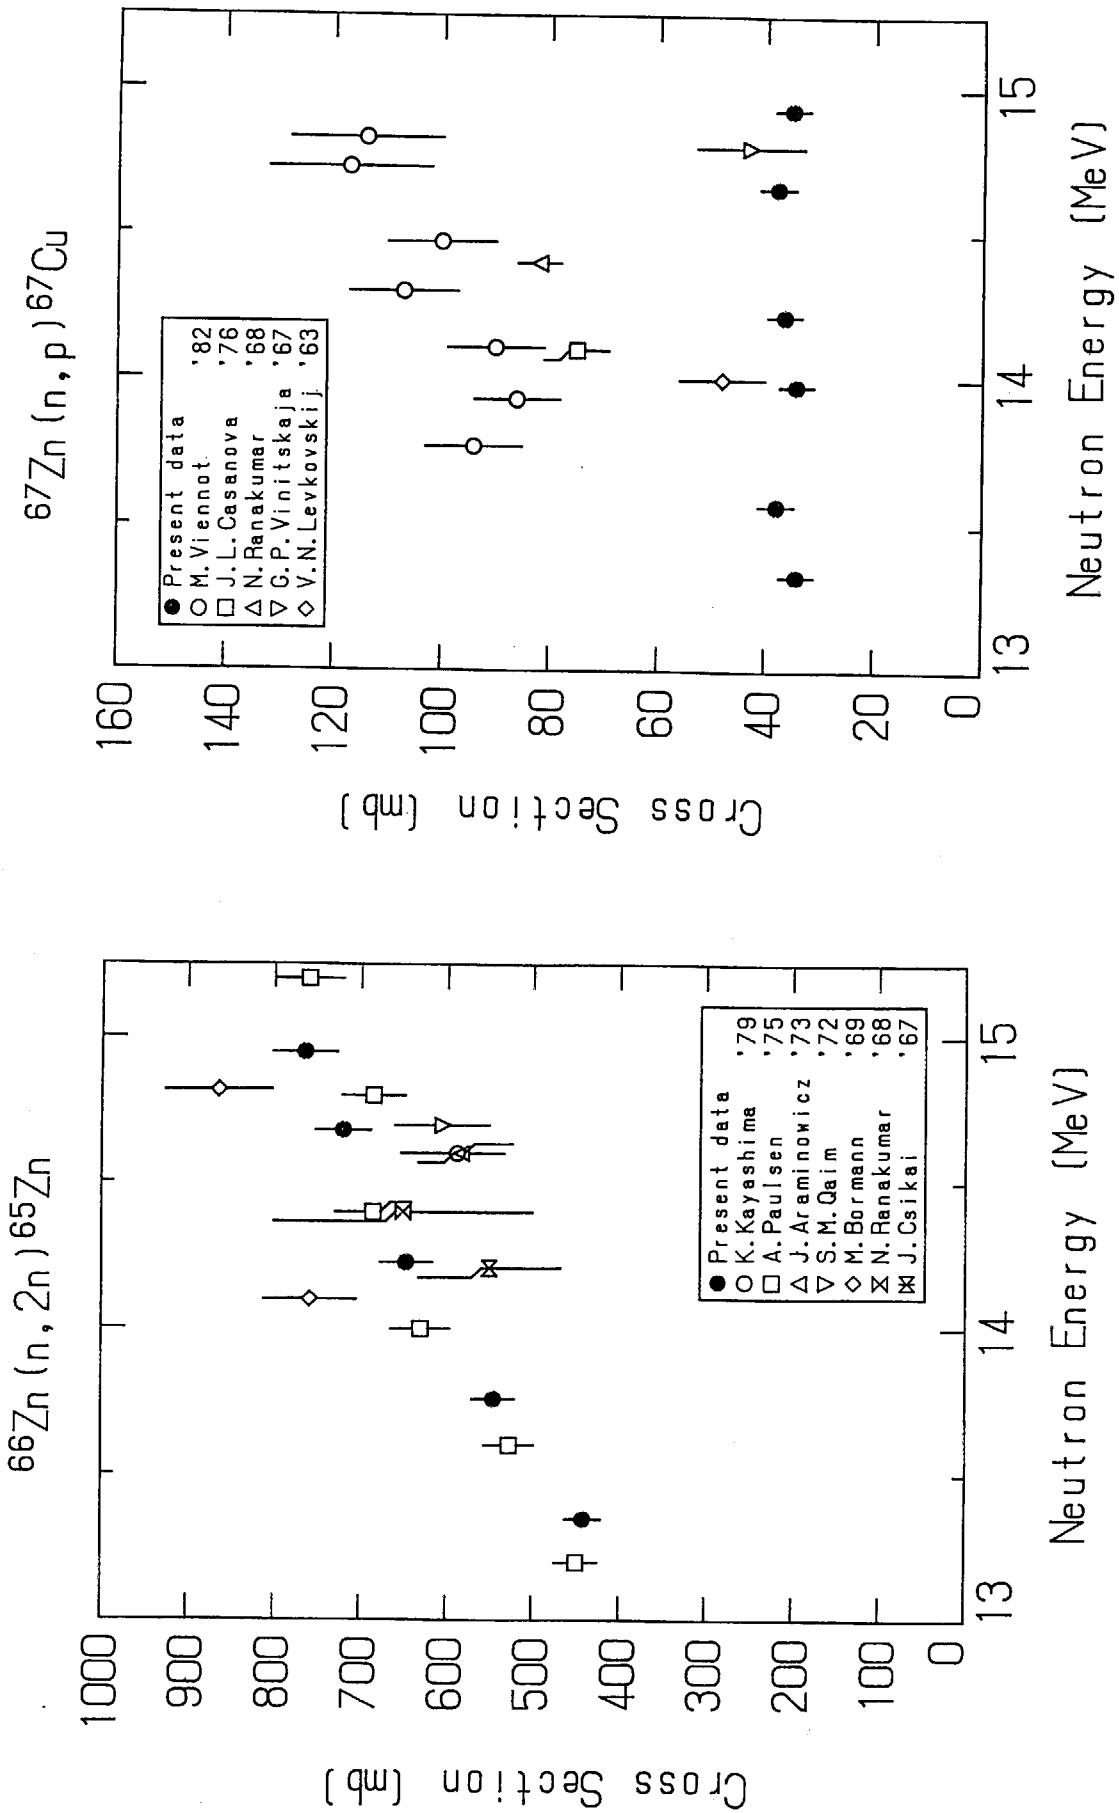 ⁶⁶Zn(n,2n)⁶⁵Zn
Cross Section (mb)
1000
900
800
700
600
500
400
300
200
100
0
Present data
K.Kayashima '79
A.Paulsen '75
J.Araminowicz '73
S.M.Qaim '72
M.Bormann '69
N.Ranakumar '68
J.Csikai '67
13
14
15
Neutron Energy (MeV)
⁶⁷Zn(n,p)⁶⁷Cu
Cross Section (mb)
160
140
120
100
80
60
40
20
0
Present data
M.Viennot '82
J.L.Casanova '76
N.Ranakumar '68
G.P.Vinitskaja '67
V.N.Levkovskij '63
13
14
15
Neutron Energy (MeV)